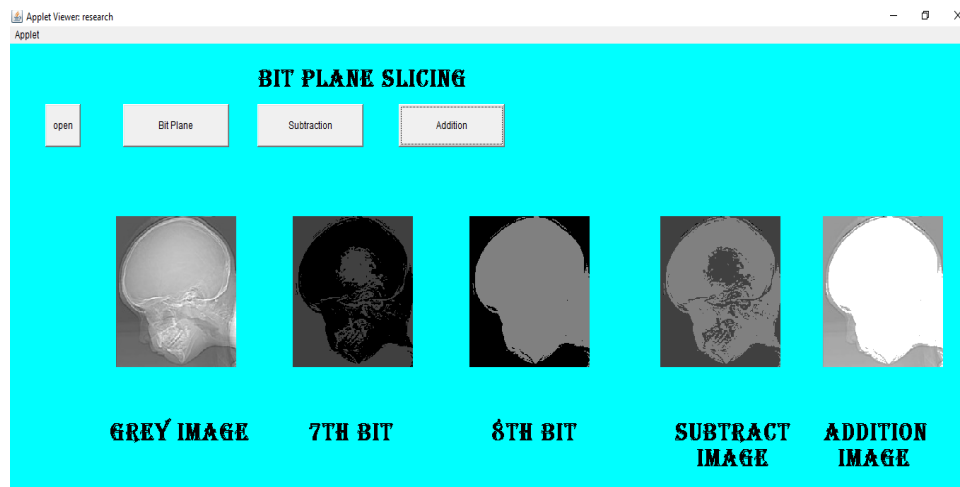 Applet Viewer: research
Applet
BIT PLANE SLICING
open
Bit Plane
Subtraction
Addition
GREY IMAGE
7TH BIT
8TH BIT
SUBTRACT
IMAGE
ADDITION
IMAGE